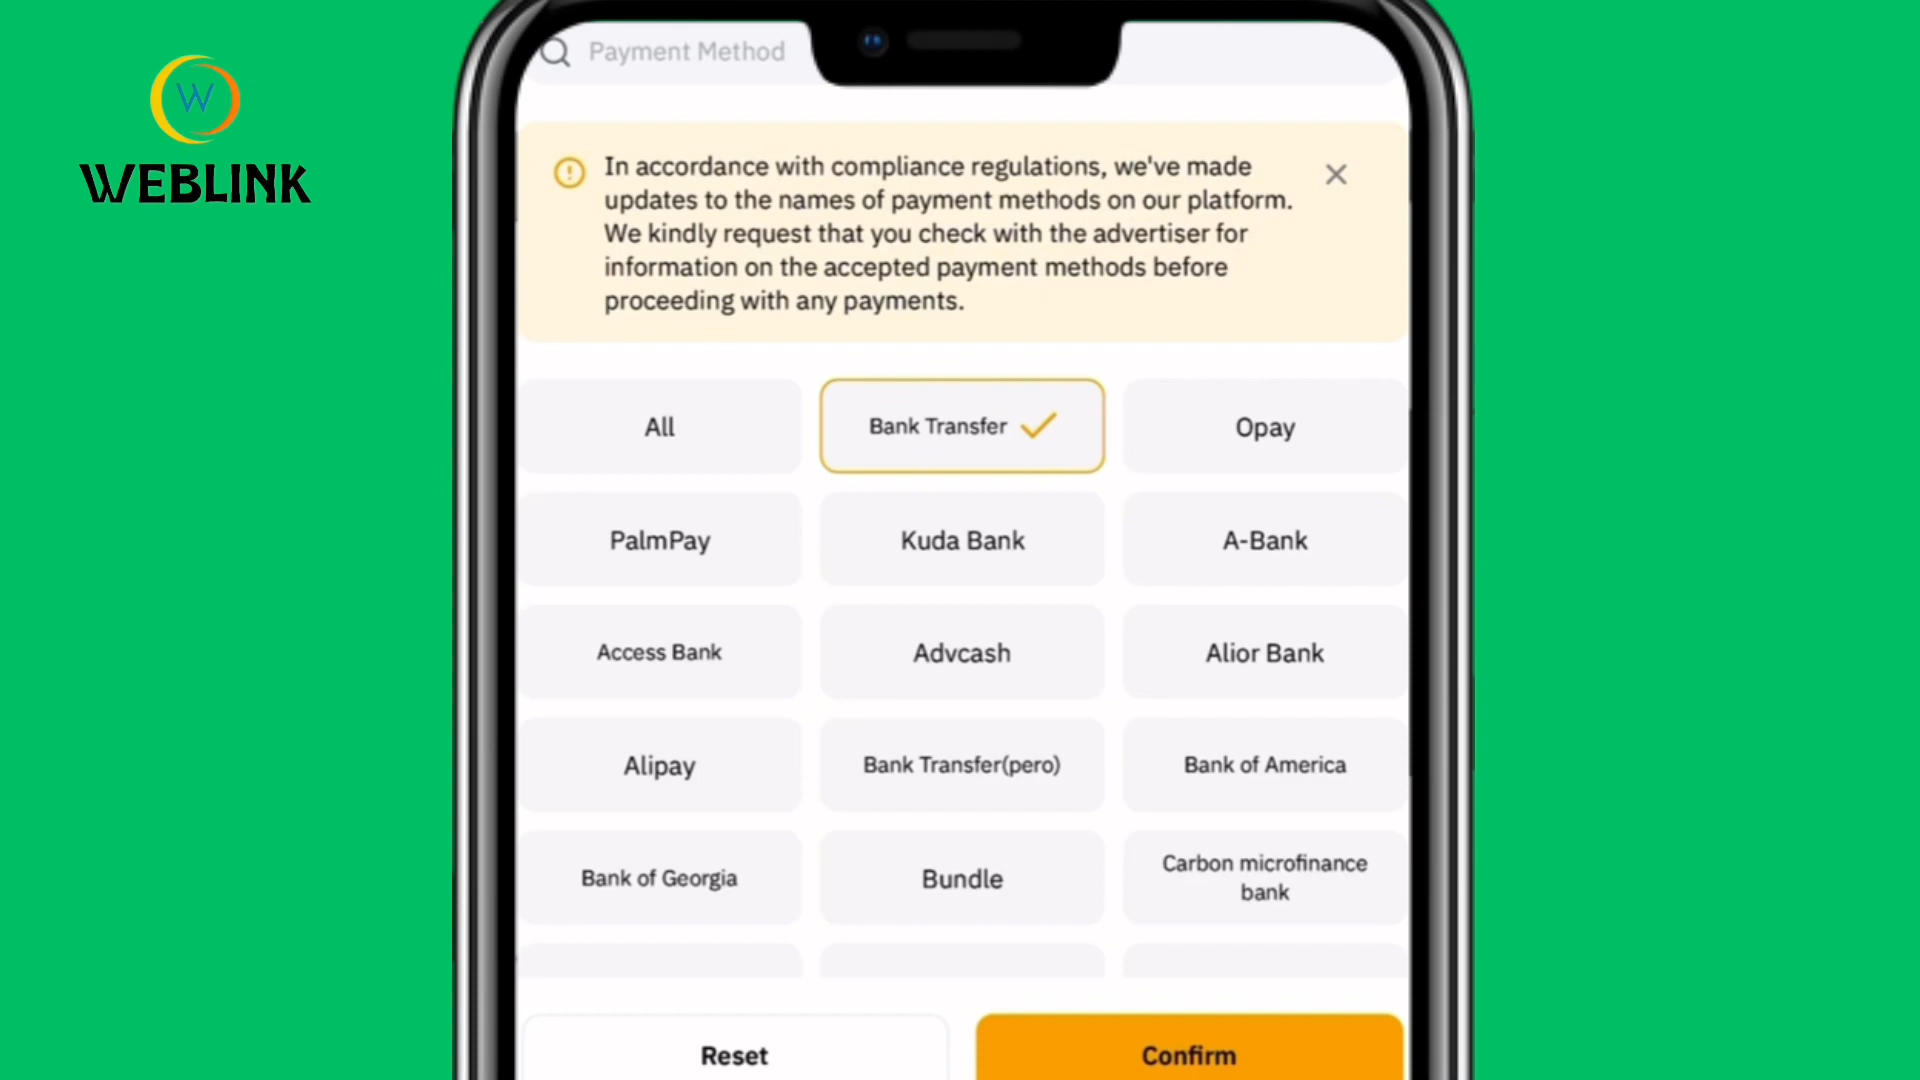 W
WEBLINK
Payment Method
In accordance with compliance regulations, we've made
updates to the names of payment methods on our platform.
We kindly request that you check with the advertiser for
information on the accepted payment methods before
proceeding with any payments.
All
Bank Transfer
Opay
PalmPay
Kuda Bank
A-Bank
Access Bank
Advcash
Alior Bank
Alipay
Bank Transfer(pero)
Bank of America
Bank of Georgia
Bundle
Carbon microfinance
bank
Reset
Confirm